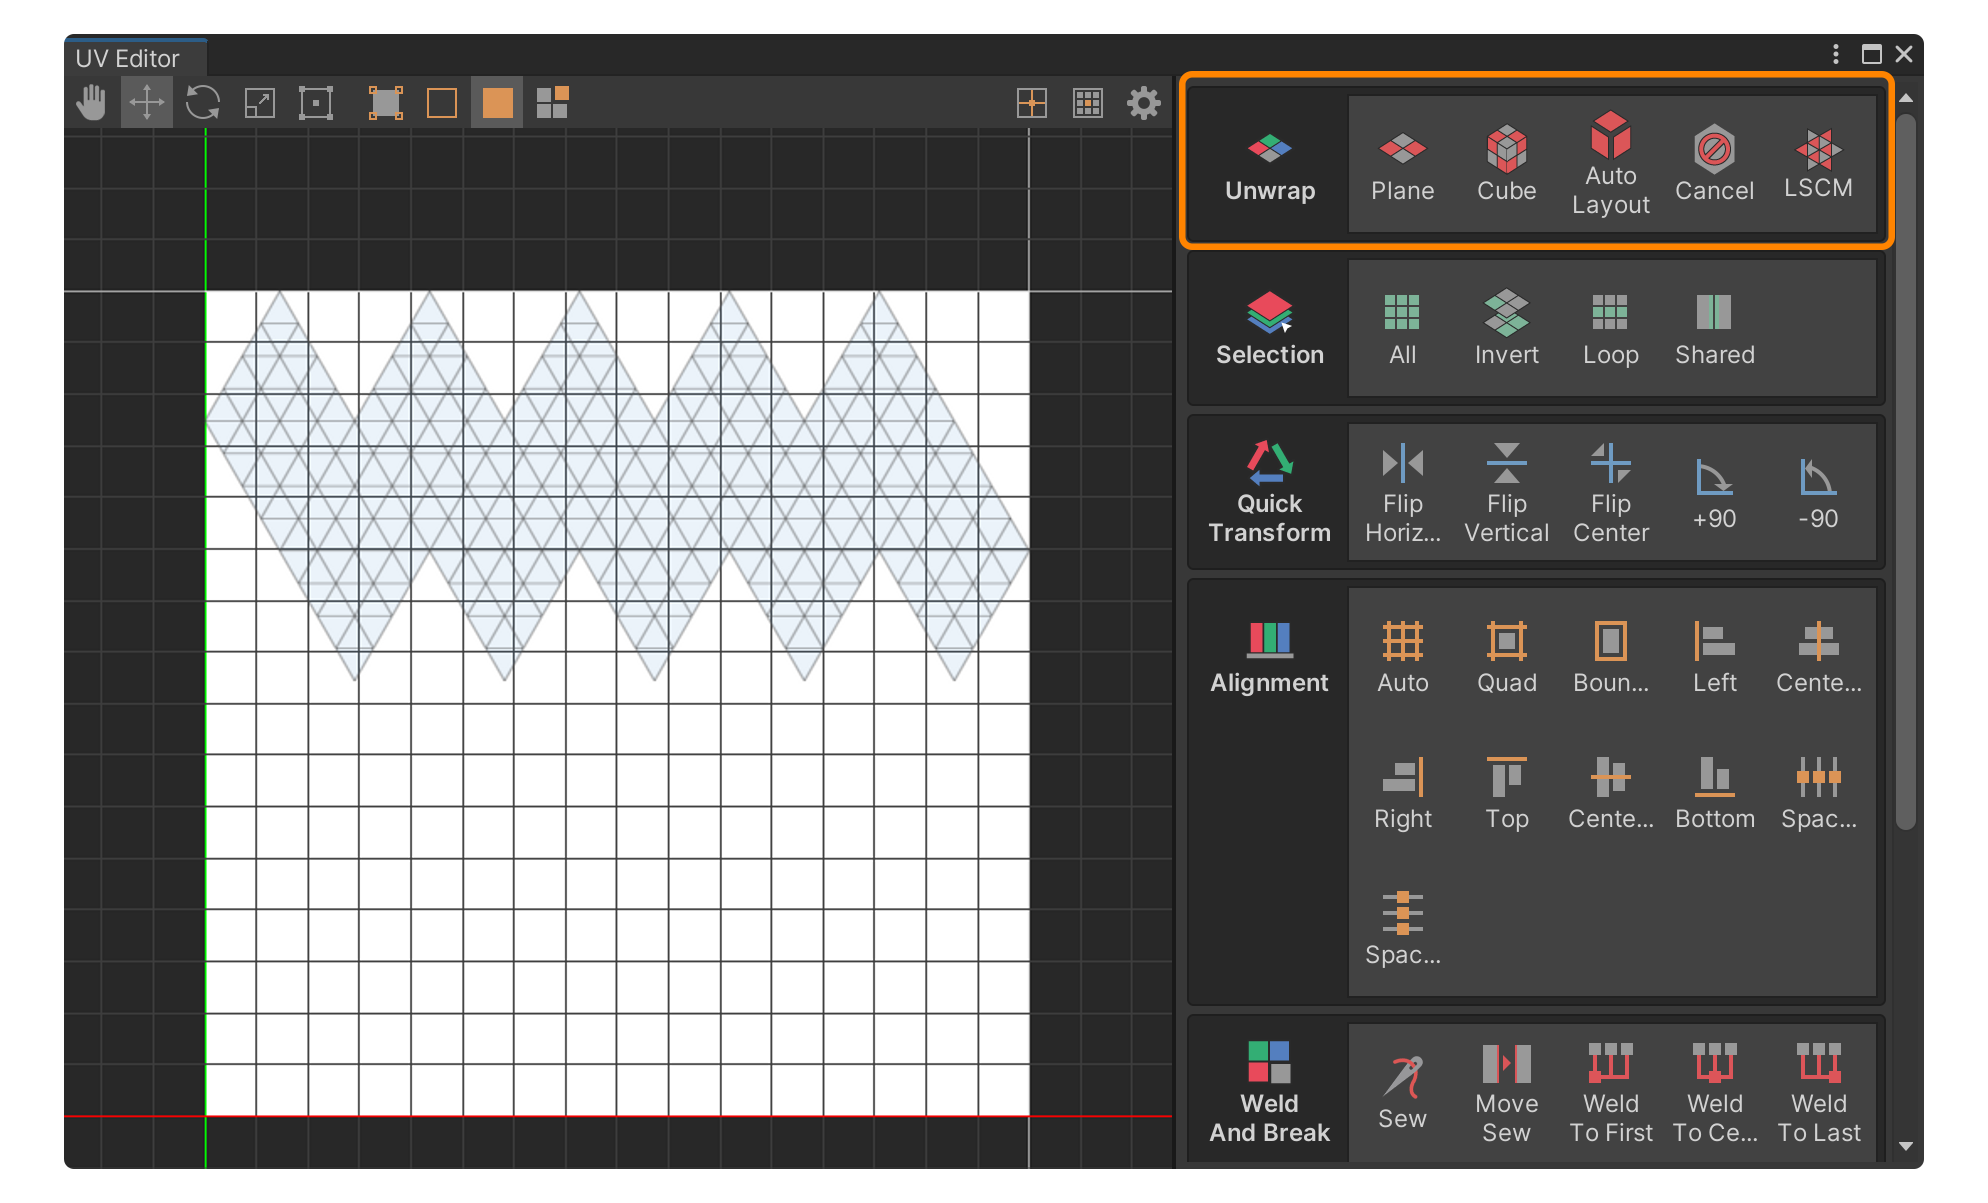 UV Editor
Unwrap
Plane
Cube
Auto
Layout
Cancel
LSCM
Selection
All
Invert
Loop
Shared
Quick
Transform
Flip
Horiz...
Flip
Vertical
Flip
Center
+90
-90
Alignment
Auto
Quad
Boun...
Left
Cente...
Right
Top
Cente...
Bottom
Spac...
Spac...
Weld
And Break
Sew
Move
Sew
Weld
To First
Weld
To Ce...
Weld
To Last